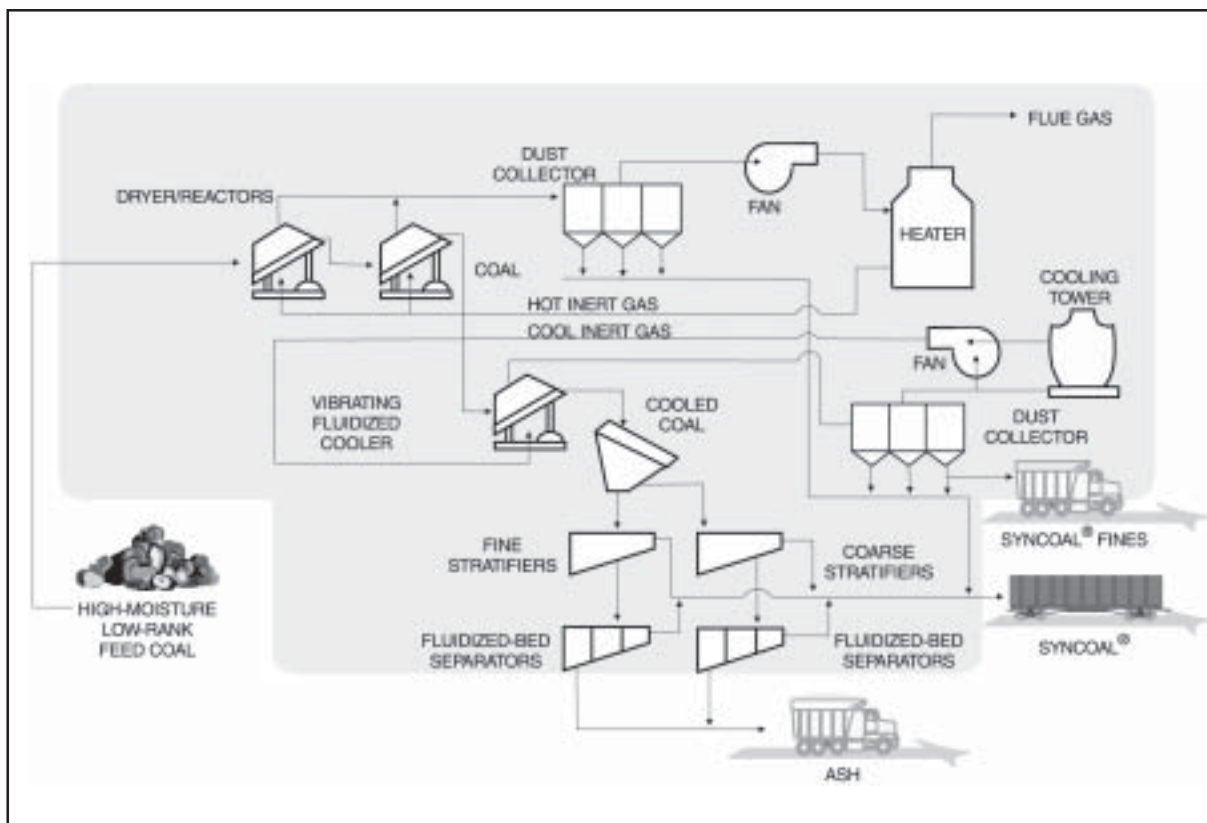 FLUE GAS
DUST
COLLECTOR
DRYER/REACTORS
FAN
HEATER
COAL
COOLING
TOWER
HOT INERT GAS
COOL INERT GAS
FAN
VIBRATING
FLUIDIZED
COOLER
COOLED
COAL
DUST
COLLECTOR
SYNCOAL® FINES
FINE
STRATIFIERS
COARSE
STRATIFIERS
HIGH-MOISTURE
LOW-RANK
FEED COAL
FLUIDIZED-BED
SEPARATORS
FLUIDIZED-BED
SEPARATORS
SYNCOAL®
ASH